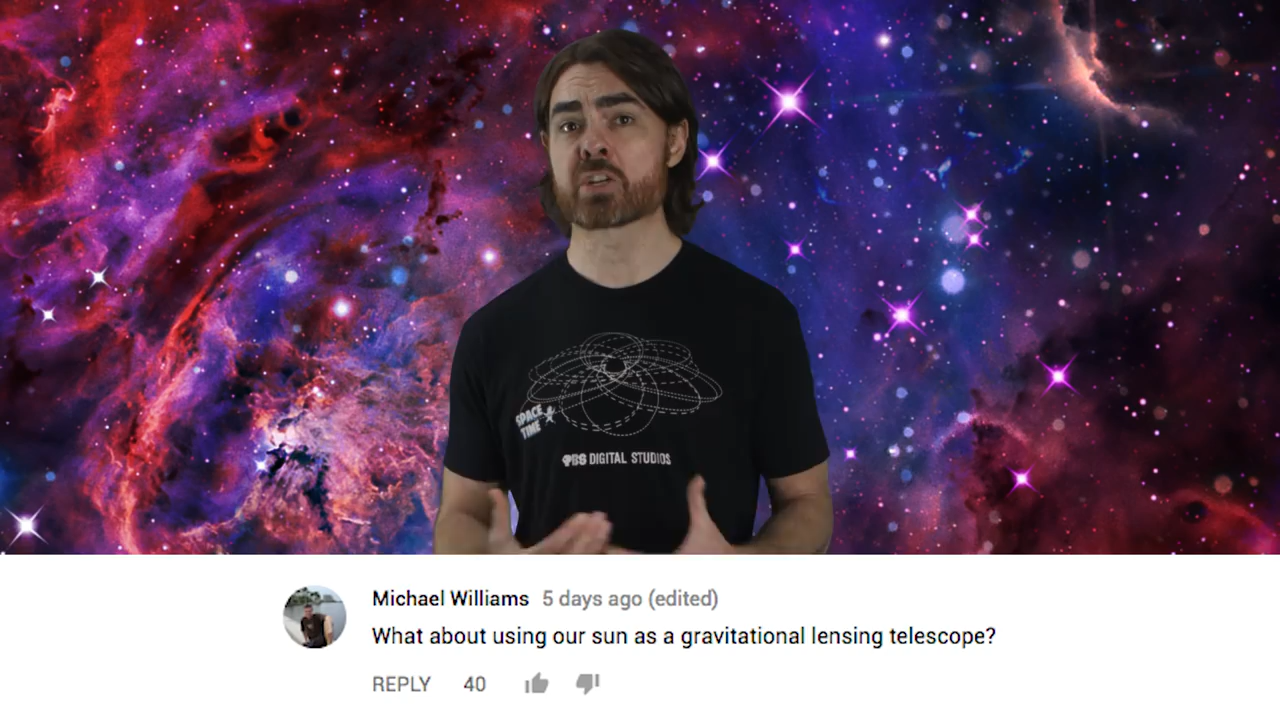 SPACE
TIME
PBS DIGITAL STUDIOS
Michael Williams 5 days ago (edited)
What about using our sun as a gravitational lensing telescope?
REPLY 40